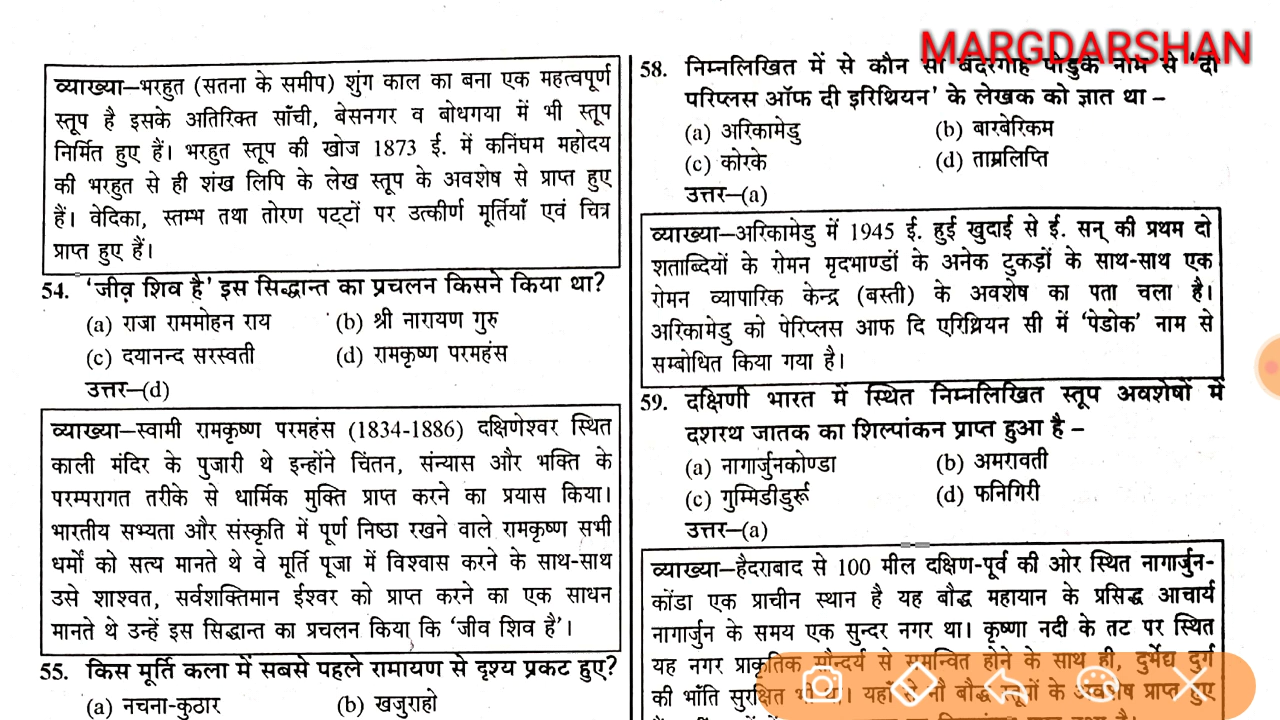 MARGDARSHAN
व्याख्या–भरहुत (सतना के समीप) शुंग काल का बना एक महत्वपूर्ण
स्तूप है इसके अतिरिक्त साँची, बेसनगर व बोधगया में भी स्तूप
निर्मित हुए हैं। भरहुत स्तूप की खोज 1873 ई. में कनिंघम महोदय
की भरहुत से ही शंख लिपि के लेख स्तूप के अवशेष से प्राप्त हुए
हैं। वेदिका, स्तम्भ तथा तोरण पट्टों पर उत्कीर्ण मूर्तियाँ एवं चित्र
प्राप्त हुए हैं।
54. 'जीव शिव है' इस सिद्धान्त का प्रचलन किसने किया था?
(a) राजा राममोहन राय (b) श्री नारायण गुरु
(c) दयानन्द सरस्वती (d) रामकृष्ण परमहंस
उत्तर–(d)
व्याख्या–स्वामी रामकृष्ण परमहंस (1834-1886) दक्षिणेश्वर स्थित
काली मंदिर के पुजारी थे इन्होंने चिंतन, संन्यास और भक्ति के
परम्परागत तरीके से धार्मिक मुक्ति प्राप्त करने का प्रयास किया।
भारतीय सभ्यता और संस्कृति में पूर्ण निष्ठा रखने वाले रामकृष्ण सभी
धर्मों को सत्य मानते थे वे मूर्ति पूजा में विश्वास करने के साथ-साथ
उसे शाश्वत, सर्वशक्तिमान ईश्वर को प्राप्त करने का एक साधन
मानते थे उन्हें इस सिद्धान्त का प्रचलन किया कि 'जीव शिव है'।
55. किस मूर्ति कला में सबसे पहले रामायण से दृश्य प्रकट हुए?
(a) नचना-कुठार (b) खजुराहो
58. निम्नलिखित में से कौन सा बंदरगाह पोडुके नाम से 'दी
परिप्लस ऑफ दी इरिथ्रियन' के लेखक को ज्ञात था –
(a) अरिकामेडु (b) बारबेरिकम
(c) कोरके (d) ताम्रलिप्ति
उत्तर–(a)
व्याख्या–अरिकामेडु में 1945 ई. हुई खुदाई से ई. सन् की प्रथम दो
शताब्दियों के रोमन मृदभाण्डों के अनेक टुकड़ों के साथ-साथ एक
रोमन व्यापारिक केन्द्र (बस्ती) के अवशेष का पता चला है।
अरिकामेडु को पेरिप्लस आफ दि एरिथ्रियन सी में 'पेडोक' नाम से
सम्बोधित किया गया है।
59. दक्षिणी भारत में स्थित निम्नलिखित स्तूप अवशेषों में
दशरथ जातक का शिल्पांकन प्राप्त हुआ है –
(a) नागार्जुनकोण्डा (b) अमरावती
(c) गुम्मिडीडुर्रू (d) फनिगिरी
उत्तर–(a)
व्याख्या–हैदराबाद से 100 मील दक्षिण-पूर्व की ओर स्थित नागार्जुन-
कोंडा एक प्राचीन स्थान है यह बौद्ध महायान के प्रसिद्ध आचार्य
नागार्जुन के समय एक सुन्दर नगर था। कृष्णा नदी के तट पर स्थित
यह नगर प्राकृतिक सौन्दर्य से समन्वित होने के साथ ही, दुर्भेद्य दुर्ग
की भाँति सुरक्षित था। यहाँ नौ बौद्ध स्तूपों के अवशेष प्राप्त हुए